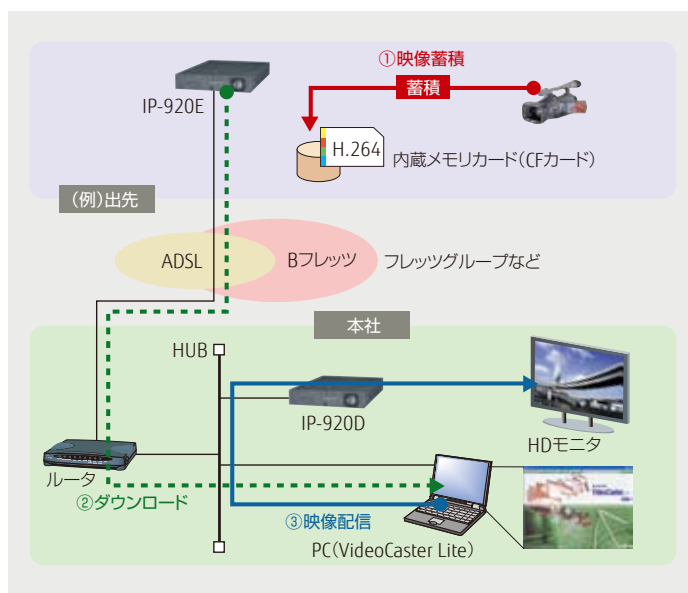 ①映像蓄積
蓄積
IP-920E
H.264
内蔵メモリカード（CFカード）
（例）出先
ADSL
Bフレッツ
フレッツグループなど
本社
HUB
IP-920D
HDモニタ
ルータ
②ダウンロード
③映像配信
PC（VideoCaster Lite）